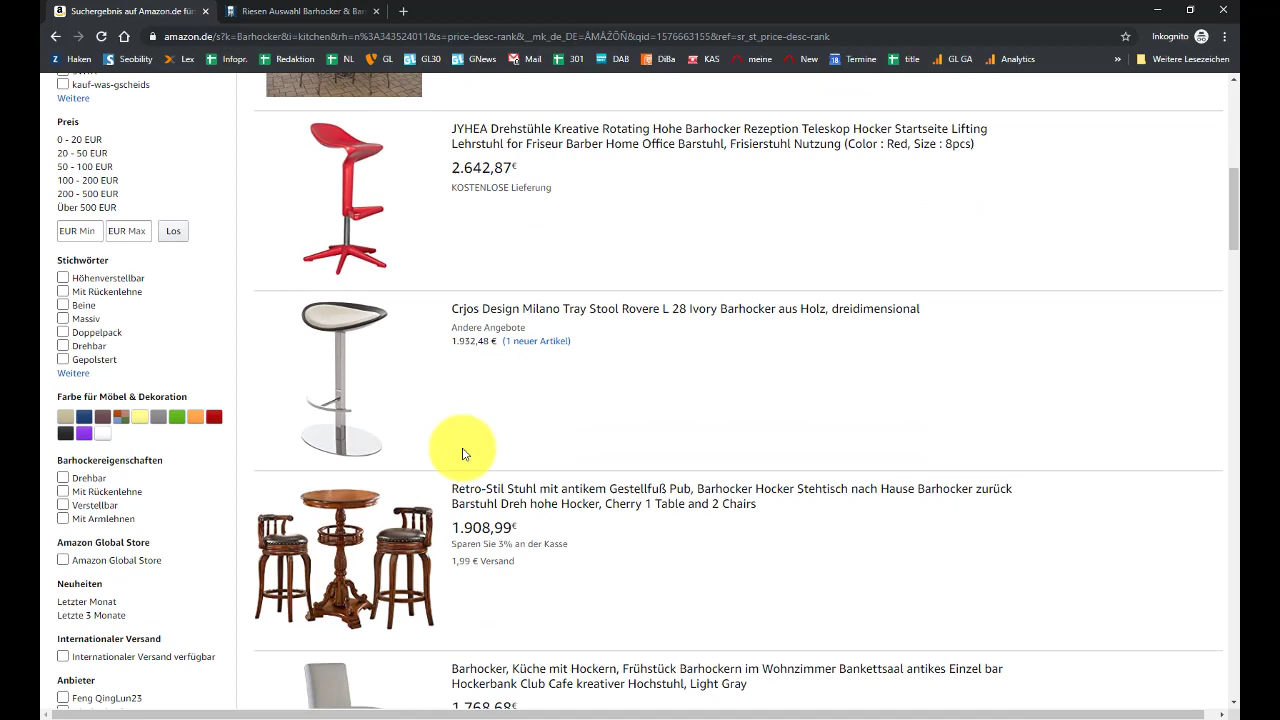 Suchergebnis auf Amazon.de für
Riesen Auswahl Barhocker & Bar
amazon.de/s?k=Barhocker&i=kitchen&rh=n%3A343524011&s=price-desc-rank&__mk_de_DE=ÅMÅŽÕÑ&qid=1576663155&ref=sr_st_price-desc-rank
Inkognito
Haken
Seobility
Lex
Infopr.
Redaktion
NL
GL
GL30
GNews
Mail
301
DAB
DiBa
KAS
meine
New
Termine
title
GL GA
Analytics
»
Weitere Lesezeichen
kauf-was-gscheids
Weitere
Preis
0 - 20 EUR
20 - 50 EUR
50 - 100 EUR
100 - 200 EUR
200 - 500 EUR
Über 500 EUR
EUR Min
EUR Max
Los
Stichwörter
Höhenverstellbar
Mit Rückenlehne
Beine
Massiv
Doppelpack
Drehbar
Gepolstert
Weitere
Farbe für Möbel & Dekoration
Barhockereigenschaften
Drehbar
Mit Rückenlehne
Verstellbar
Mit Armlehnen
Amazon Global Store
Amazon Global Store
Neuheiten
Letzter Monat
Letzte 3 Monate
Internationaler Versand
Internationaler Versand verfügbar
Anbieter
Feng QingLun23
JYHEA Drehstühle Kreative Rotating Hohe Barhocker Rezeption Teleskop Hocker Startseite Lifting
Lehrstuhl for Friseur Barber Home Office Barstuhl, Frisierstuhl Nutzung (Color : Red, Size : 8pcs)
2.642,87€
KOSTENLOSE Lieferung
Crjos Design Milano Tray Stool Rovere L 28 Ivory Barhocker aus Holz, dreidimensional
Andere Angebote
1.932,48 € (1 neuer Artikel)
Retro-Stil Stuhl mit antikem Gestellfuß Pub, Barhocker Hocker Stehtisch nach Hause Barhocker zurück
Barstuhl Dreh hohe Hocker, Cherry 1 Table and 2 Chairs
1.908,99€
Sparen Sie 3% an der Kasse
1,99 € Versand
Barhocker, Küche mit Hockern, Frühstück Barhockern im Wohnzimmer Bankettsaal antikes Einzel bar
Hockerbank Club Cafe kreativer Hochstuhl, Light Gray
1.768,68€